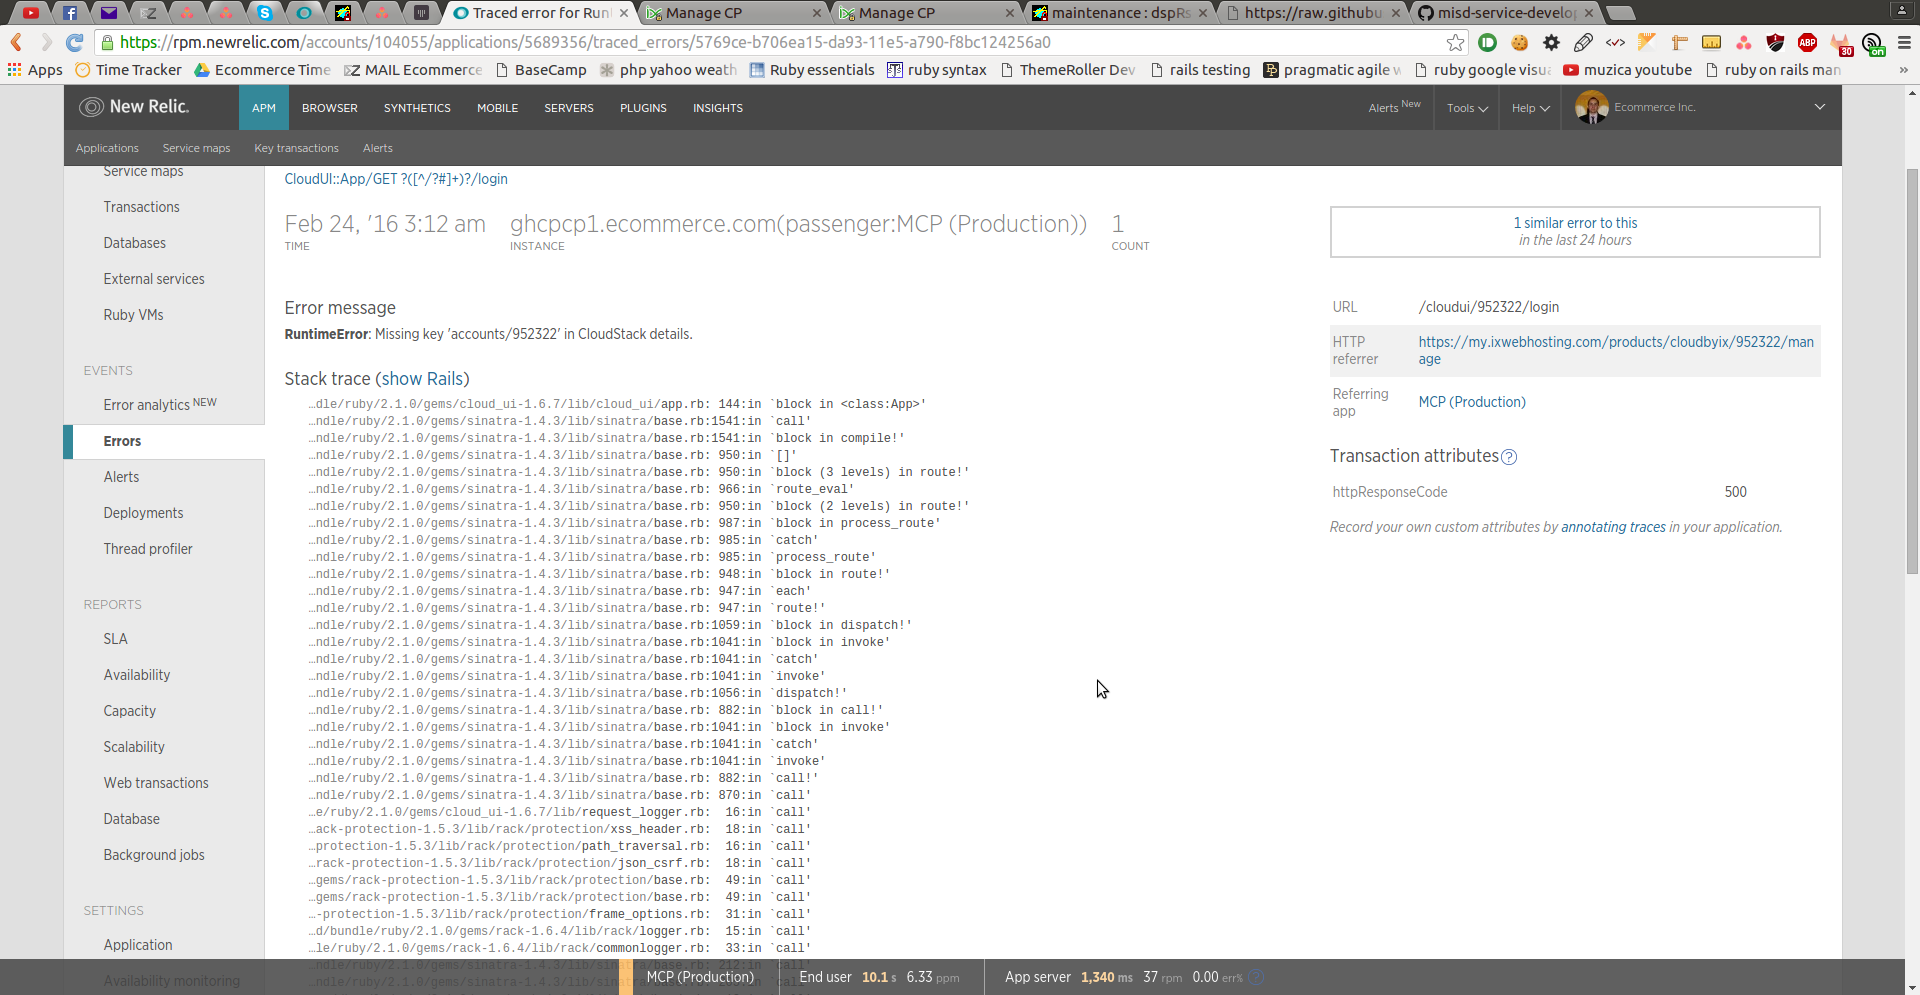 Traced error for Run
Manage CP
Manage CP
maintenance : dspRs
https://raw.githubu
misd-service-develop
https://rpm.newrelic.com/accounts/104055/applications/5689356/traced_errors/5769ce-b706ea15-da93-11e5-a790-f8bc124256a0
ABP
30
on
Apps
Time Tracker
Ecommerce Time
EZ MAIL Ecommerce
BaseCamp
php yahoo weath
Ruby essentials
ruby syntax
ThemeRoller Dev
rails testing
pragmatic agile w
ruby google visua
muzica youtube
ruby on rails man
»
New Relic.
APM
BROWSER
SYNTHETICS
MOBILE
SERVERS
PLUGINS
INSIGHTS
Alerts New
Tools
Help
Ecommerce Inc.
Applications
Service maps
Key transactions
Alerts
Service maps
Transactions
Databases
External services
Ruby VMs
EVENTS
Error analytics NEW
Errors
Alerts
Deployments
Thread profiler
REPORTS
SLA
Availability
Capacity
Scalability
Web transactions
Database
Background jobs
SETTINGS
Application
Availability monitoring
CloudUI::App/GET ?([^/?#]+)?/login
Feb 24, '16 3:12 am
TIME
ghcpcp1.ecommerce.com(passenger:MCP (Production))
INSTANCE
1
COUNT
Error message
RuntimeError: Missing key 'accounts/952322' in CloudStack details.
Stack trace (show Rails)
…dle/ruby/2.1.0/gems/cloud_ui-1.6.7/lib/cloud_ui/app.rb: 144:in `block in <class:App>'
…ndle/ruby/2.1.0/gems/sinatra-1.4.3/lib/sinatra/base.rb:1541:in `call'
…ndle/ruby/2.1.0/gems/sinatra-1.4.3/lib/sinatra/base.rb:1541:in `block in compile!'
…ndle/ruby/2.1.0/gems/sinatra-1.4.3/lib/sinatra/base.rb: 950:in `[]'
…ndle/ruby/2.1.0/gems/sinatra-1.4.3/lib/sinatra/base.rb: 950:in `block (3 levels) in route!'
…ndle/ruby/2.1.0/gems/sinatra-1.4.3/lib/sinatra/base.rb: 966:in `route_eval'
…ndle/ruby/2.1.0/gems/sinatra-1.4.3/lib/sinatra/base.rb: 950:in `block (2 levels) in route!'
…ndle/ruby/2.1.0/gems/sinatra-1.4.3/lib/sinatra/base.rb: 987:in `block in process_route'
…ndle/ruby/2.1.0/gems/sinatra-1.4.3/lib/sinatra/base.rb: 985:in `catch'
…ndle/ruby/2.1.0/gems/sinatra-1.4.3/lib/sinatra/base.rb: 985:in `process_route'
…ndle/ruby/2.1.0/gems/sinatra-1.4.3/lib/sinatra/base.rb: 948:in `block in route!'
…ndle/ruby/2.1.0/gems/sinatra-1.4.3/lib/sinatra/base.rb: 947:in `each'
…ndle/ruby/2.1.0/gems/sinatra-1.4.3/lib/sinatra/base.rb: 947:in `route!'
…ndle/ruby/2.1.0/gems/sinatra-1.4.3/lib/sinatra/base.rb:1059:in `block in dispatch!'
…ndle/ruby/2.1.0/gems/sinatra-1.4.3/lib/sinatra/base.rb:1041:in `block in invoke'
…ndle/ruby/2.1.0/gems/sinatra-1.4.3/lib/sinatra/base.rb:1041:in `catch'
…ndle/ruby/2.1.0/gems/sinatra-1.4.3/lib/sinatra/base.rb:1041:in `invoke'
…ndle/ruby/2.1.0/gems/sinatra-1.4.3/lib/sinatra/base.rb:1056:in `dispatch!'
…ndle/ruby/2.1.0/gems/sinatra-1.4.3/lib/sinatra/base.rb: 882:in `block in call!'
…ndle/ruby/2.1.0/gems/sinatra-1.4.3/lib/sinatra/base.rb:1041:in `block in invoke'
…ndle/ruby/2.1.0/gems/sinatra-1.4.3/lib/sinatra/base.rb:1041:in `catch'
…ndle/ruby/2.1.0/gems/sinatra-1.4.3/lib/sinatra/base.rb:1041:in `invoke'
…ndle/ruby/2.1.0/gems/sinatra-1.4.3/lib/sinatra/base.rb: 882:in `call!'
…ndle/ruby/2.1.0/gems/sinatra-1.4.3/lib/sinatra/base.rb: 870:in `call'
…e/ruby/2.1.0/gems/cloud_ui-1.6.7/lib/request_logger.rb: 16:in `call'
…ack-protection-1.5.3/lib/rack/protection/xss_header.rb: 18:in `call'
…protection-1.5.3/lib/rack/protection/path_traversal.rb: 16:in `call'
…rack-protection-1.5.3/lib/rack/protection/json_csrf.rb: 18:in `call'
…gems/rack-protection-1.5.3/lib/rack/protection/base.rb: 49:in `call'
…gems/rack-protection-1.5.3/lib/rack/protection/base.rb: 49:in `call'
…-protection-1.5.3/lib/rack/protection/frame_options.rb: 31:in `call'
…d/bundle/ruby/2.1.0/gems/rack-1.6.4/lib/rack/logger.rb: 15:in `call'
…le/ruby/2.1.0/gems/rack-1.6.4/lib/rack/commonlogger.rb: 33:in `call'
1 similar error to this
in the last 24 hours
URL
/cloudui/952322/login
HTTP referrer
https://my.ixwebhosting.com/products/cloudbyix/952322/man
age
Referring app
MCP (Production)
Transaction attributes ?
httpResponseCode
500
Record your own custom attributes by annotating traces in your application.
MCP (Production)
End user 10.1 s 6.33 ppm
App server 1,340 ms 37 rpm 0.00 err% ?